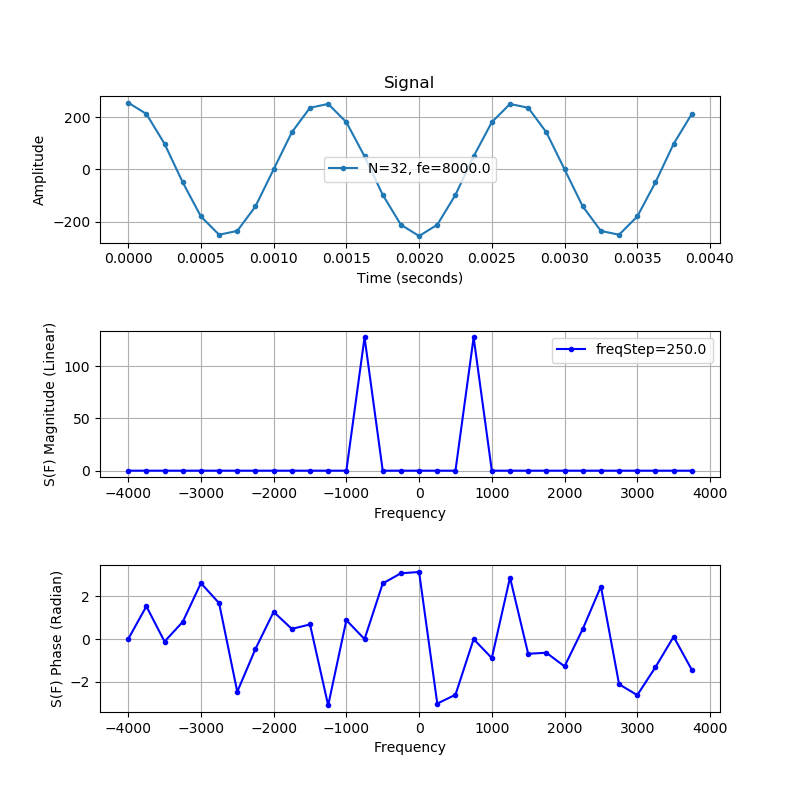 Signal
Amplitude
200
0
−200
N=32, fe=8000.0
0.0000 0.0005 0.0010 0.0015 0.0020 0.0025 0.0030 0.0035 0.0040
Time (seconds)
S(F) Magnitude (Linear)
100
50
0
freqStep=250.0
−4000 −3000 −2000 −1000 0 1000 2000 3000 4000
Frequency
S(F) Phase (Radian)
2
0
−2
−4000 −3000 −2000 −1000 0 1000 2000 3000 4000
Frequency